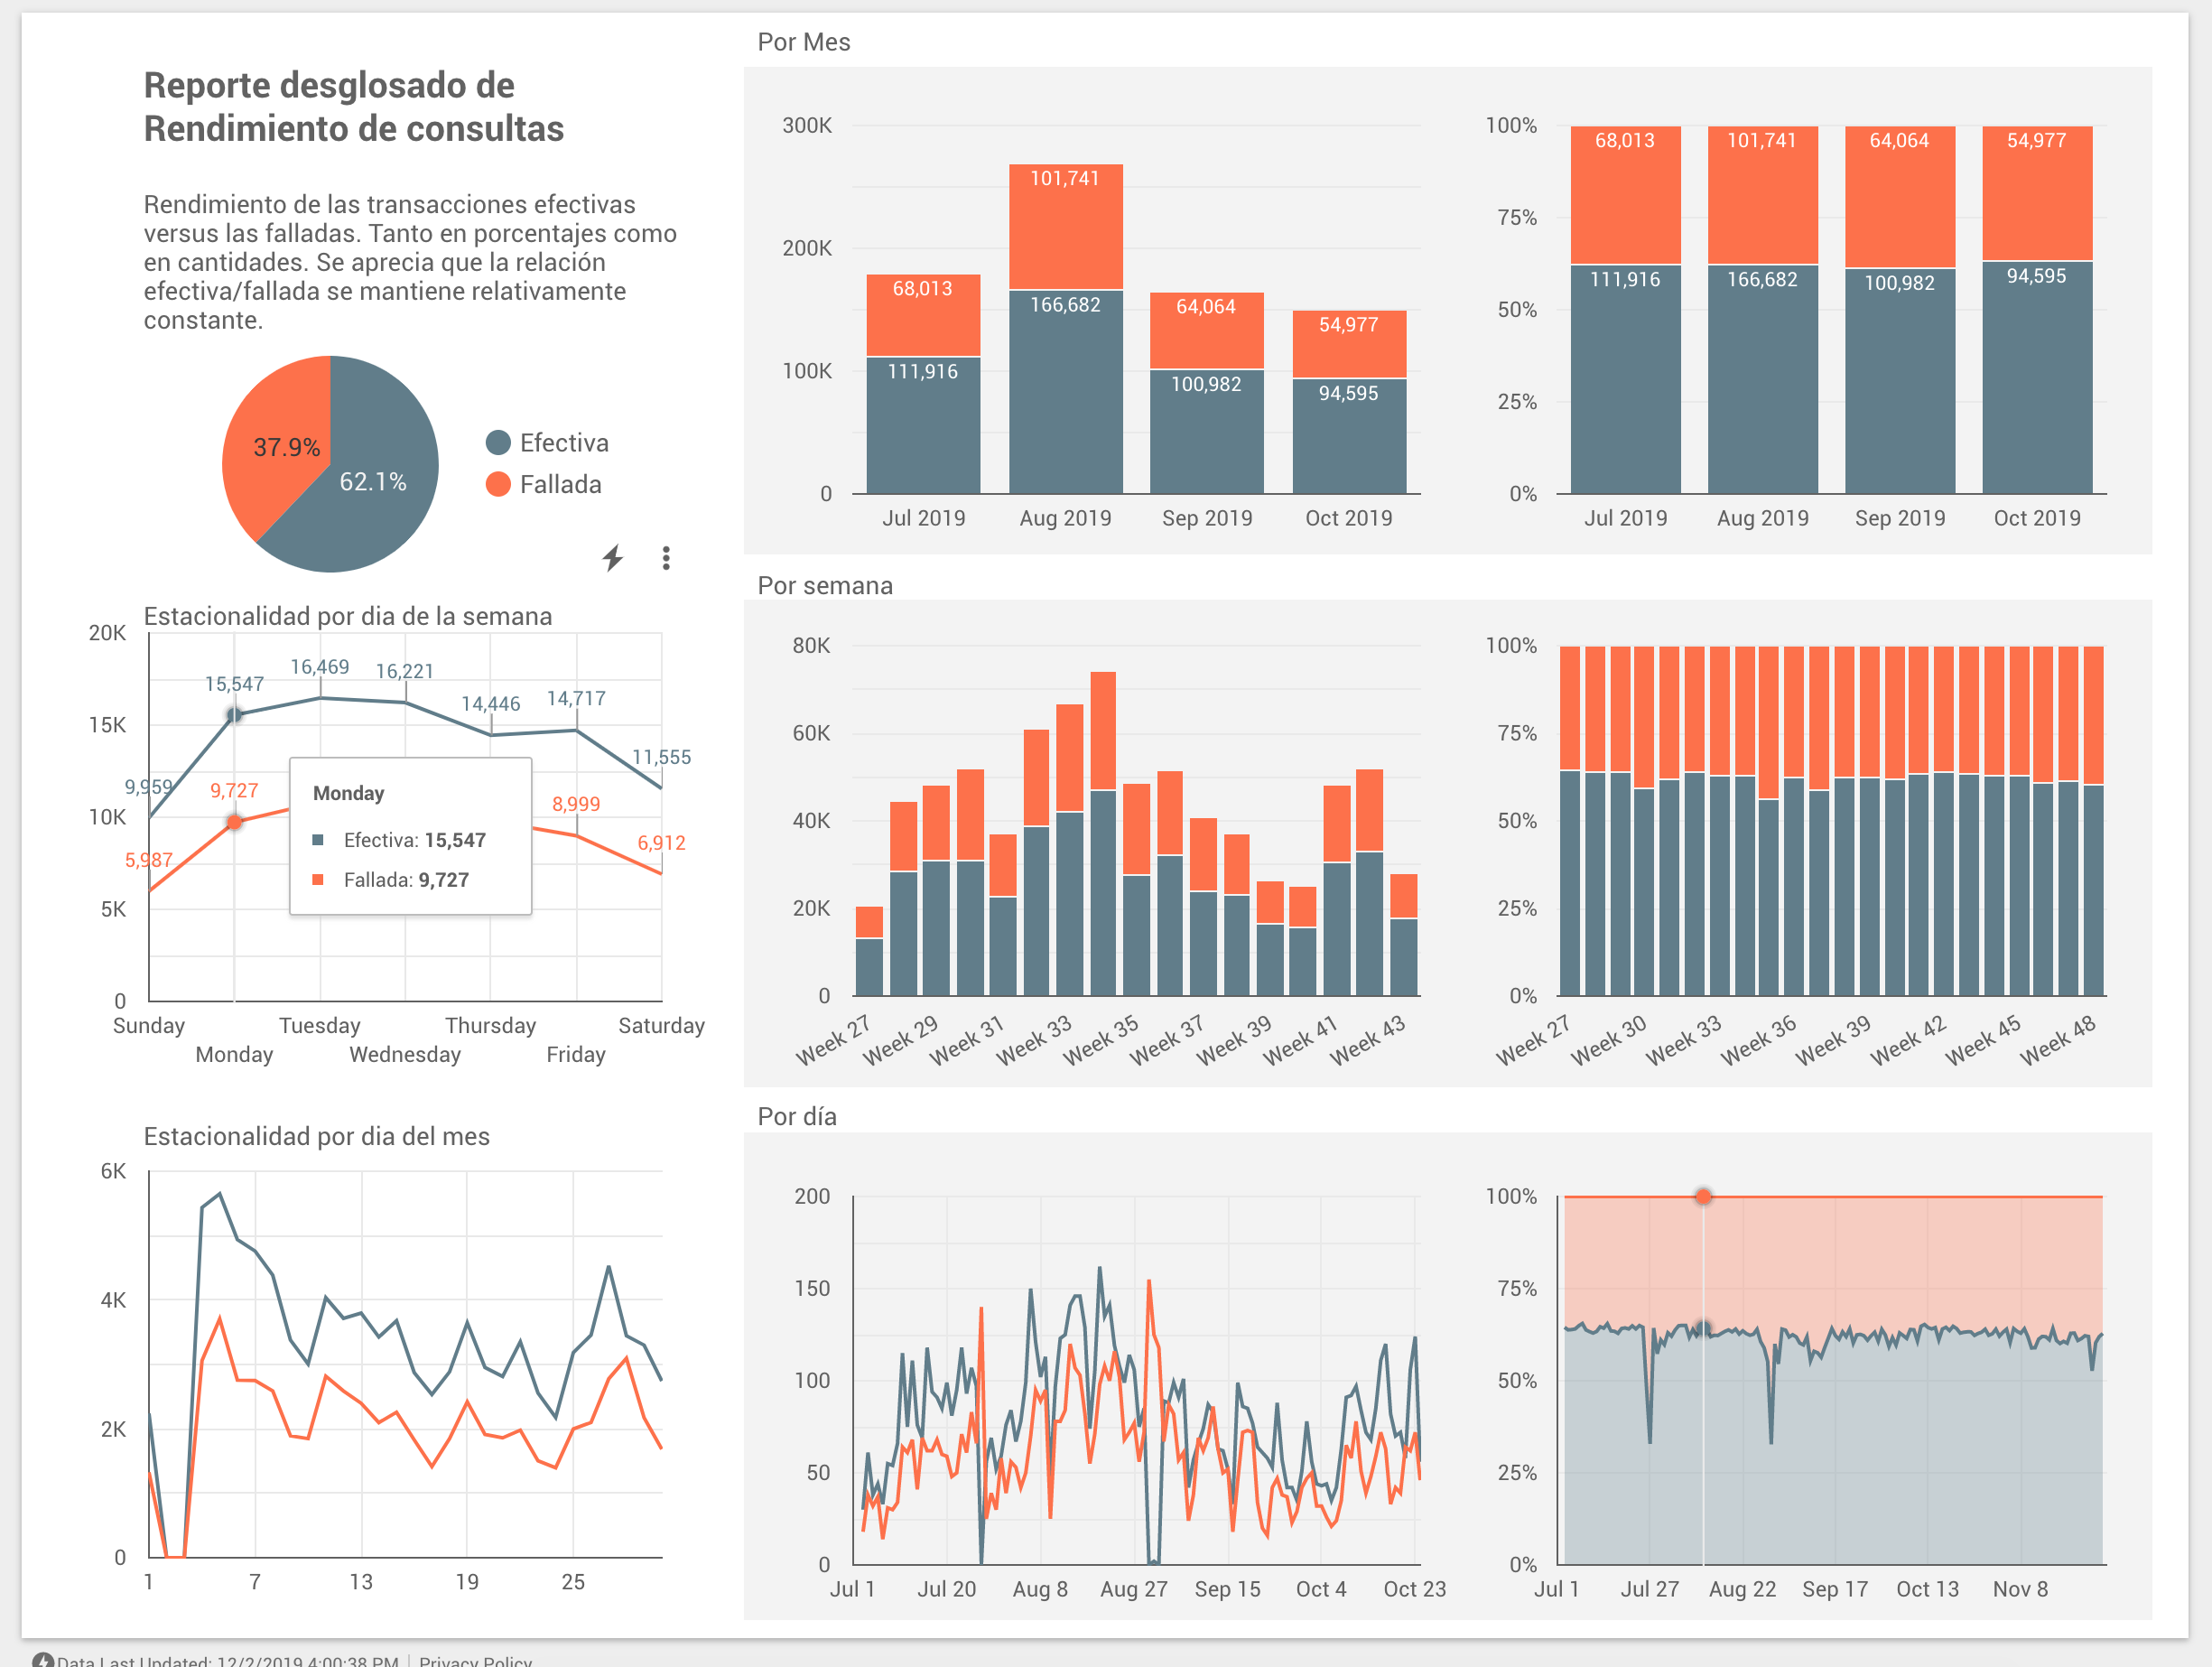 Reporte desglosado de
Rendimiento de consultas
Rendimiento de las transacciones efectivas
versus las falladas. Tanto en porcentajes como
en cantidades. Se aprecia que la relación
efectiva/fallada se mantiene relativamente
constante.
37.9%
62.1%
Efectiva
Fallada
Estacionalidad por dia de la semana
20K
15K
10K
5K
0
9,959
15,547
16,469
16,221
14,446
14,717
11,555
5,987
9,727
8,999
6,912
Monday
Efectiva: 15,547
Fallada: 9,727
Sunday
Monday
Tuesday
Wednesday
Thursday
Friday
Saturday
Estacionalidad por dia del mes
6K
4K
2K
0
1 7 13 19 25
Por Mes
300K
200K
100K
0
68,013
111,916
101,741
166,682
64,064
100,982
54,977
94,595
Jul 2019 Aug 2019 Sep 2019 Oct 2019
100%
75%
50%
25%
0%
68,013 101,741 64,064 54,977
111,916 166,682 100,982 94,595
Jul 2019 Aug 2019 Sep 2019 Oct 2019
Por semana
80K
60K
40K
20K
0
Week 27 Week 29 Week 31 Week 33 Week 35 Week 37 Week 39 Week 41 Week 43
100%
75%
50%
25%
0%
Week 27 Week 30 Week 33 Week 36 Week 39 Week 42 Week 45 Week 48
Por día
200
150
100
50
0
Jul 1 Jul 20 Aug 8 Aug 27 Sep 15 Oct 4 Oct 23
100%
75%
50%
25%
0%
Jul 1 Jul 27 Aug 22 Sep 17 Oct 13 Nov 8
Data Last Updated: 12/2/2019 4:00:38 PM | Privacy Policy